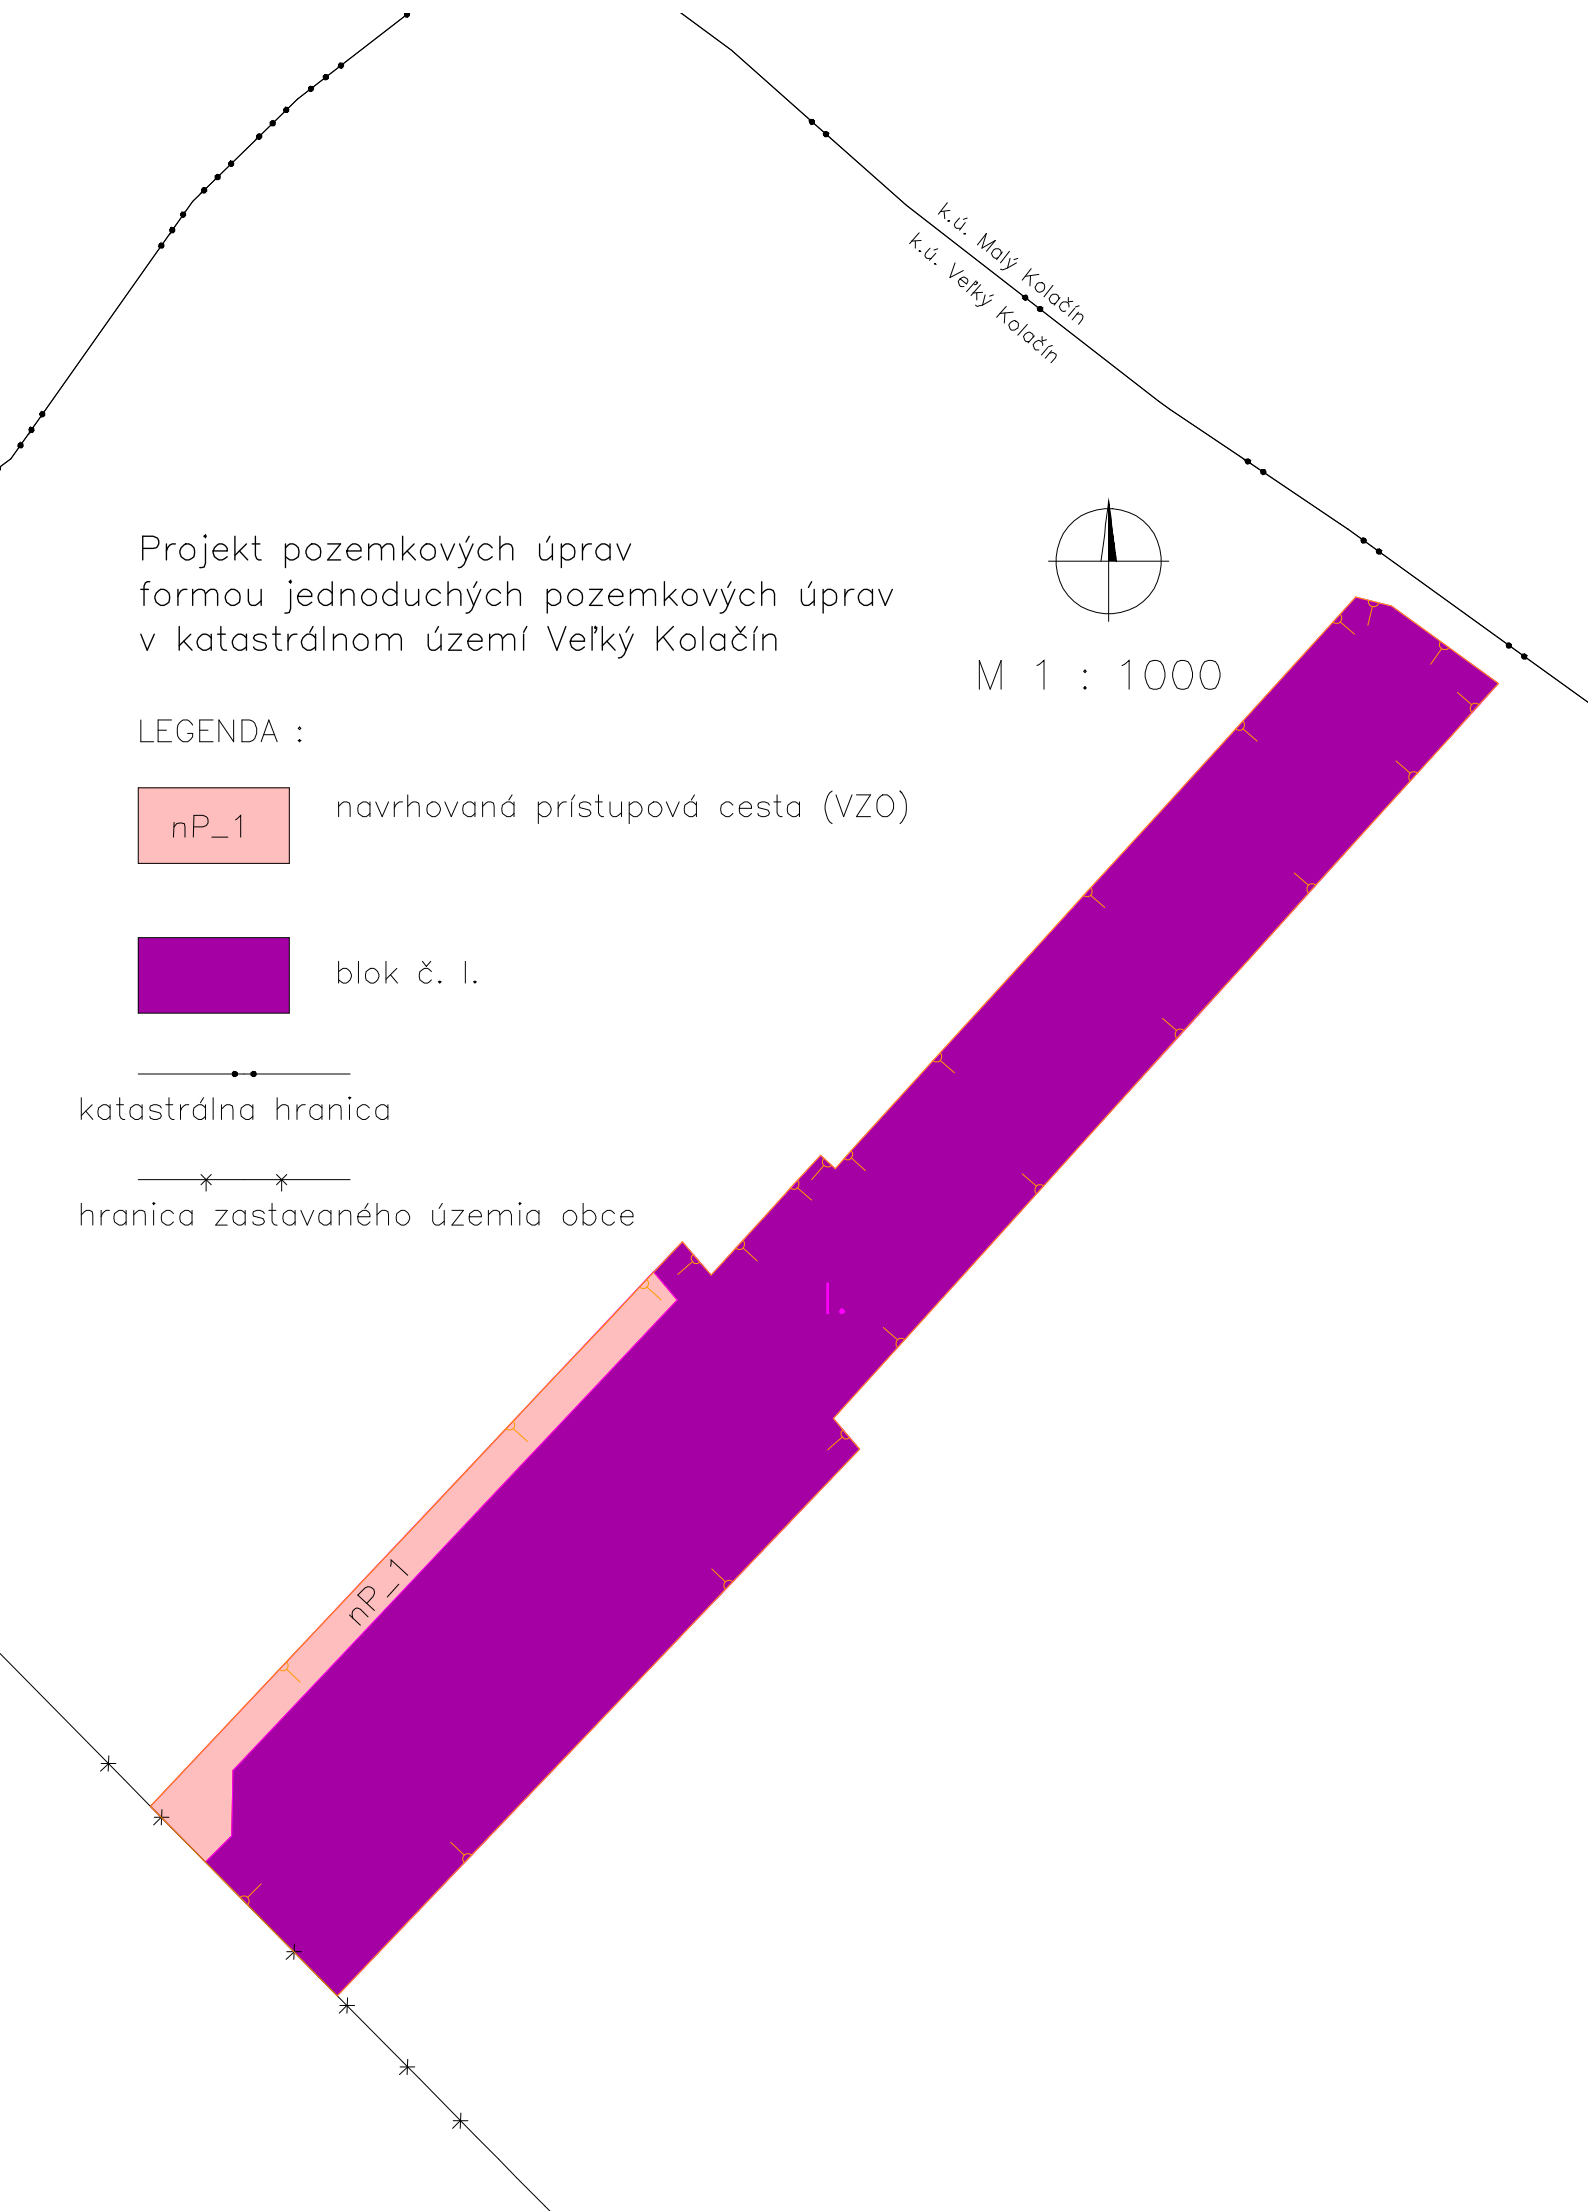 k.ú. Malý Kolačín
k.ú. Veľký Kolačín
Projekt pozemkových úprav
formou jednoduchých pozemkových úprav
v katastrálnom území Veľký Kolačín
M 1 : 1000
LEGENDA :
nP_1
navrhovaná prístupová cesta (VZO)
blok č. I.
katastrálna hranica
hranica zastavaného územia obce
I.
nP_1